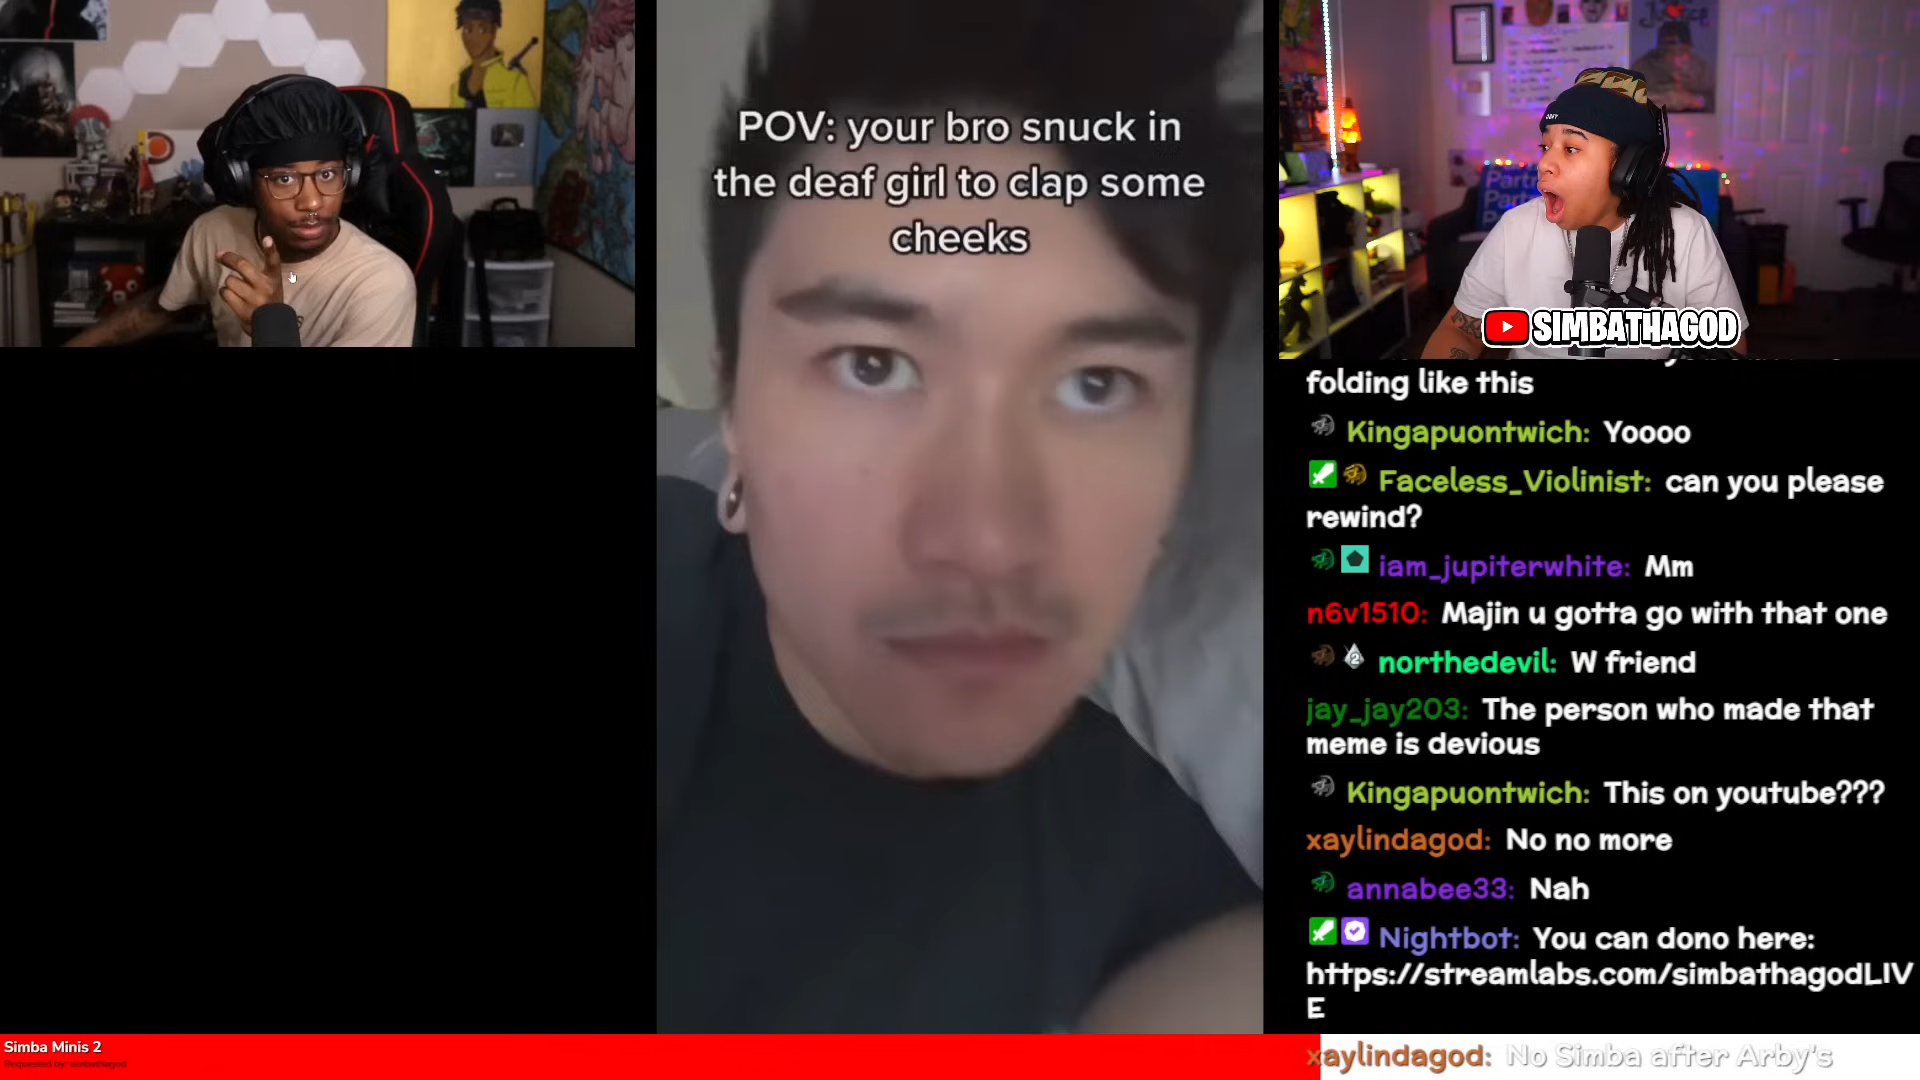 POV: your bro snuck in
the deaf girl to clap some
cheeks
SIMBATHAGOD
folding like this
Kingapuontwich: Yoooo
Faceless_Violinist: can you please
rewind?
iam_jupiterwhite: Mm
n6v1510: Majin u gotta go with that one
northedevil: W friend
jay_jay203: The person who made that
meme is devious
Kingapuontwich: This on youtube???
xaylindagod: No no more
annabee33: Nah
Nightbot: You can dono here:
https://streamlabs.com/simbathagodLIV
E
xaylindagod: No Simba after Arby's
Simba Minis 2
Requested by: simbathagod